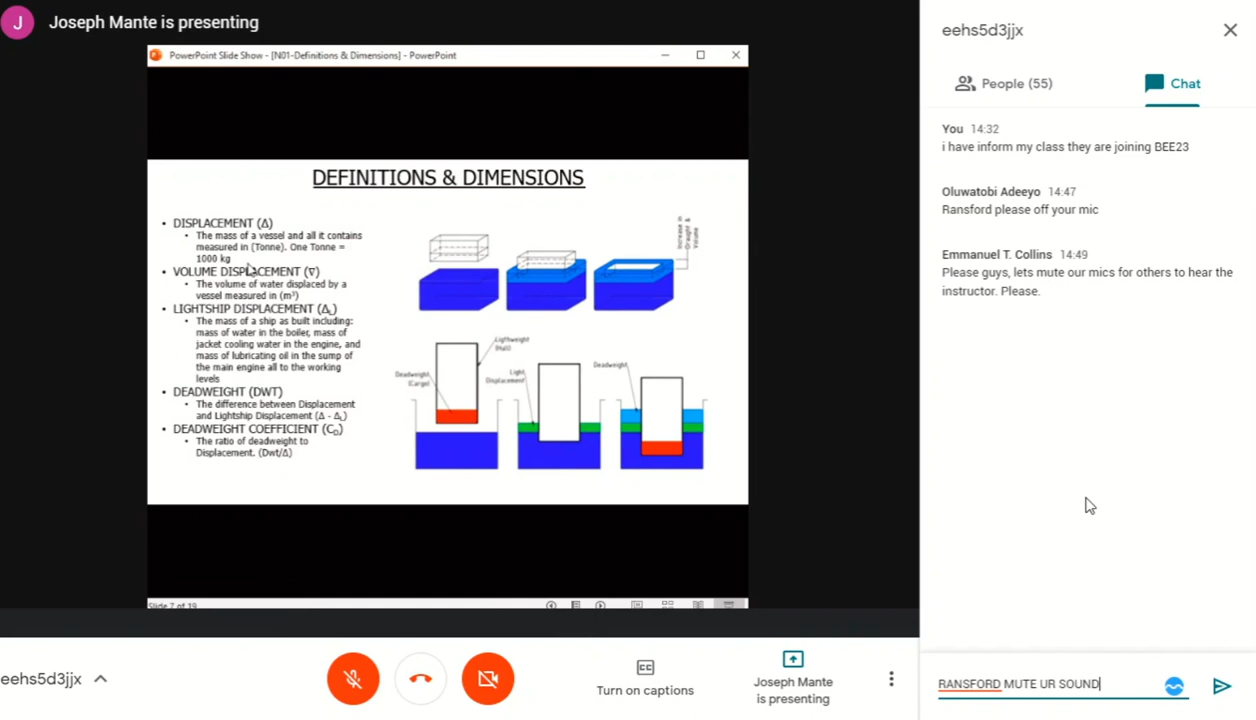 J
Joseph Mante is presenting
PowerPoint Slide Show - [N01-Definitions & Dimensions] - PowerPoint
DEFINITIONS & DIMENSIONS
• DISPLACEMENT (Δ)
• The mass of a vessel and all it contains
measured in (Tonne). One Tonne =
1000 kg
• VOLUME DISPLACEMENT (∇)
• The volume of water displaced by a
vessel measured in (m³)
• LIGHTSHIP DISPLACEMENT (ΔL)
• The mass of a ship as built including:
mass of water in the boiler, mass of
jacket cooling water in the engine, and
mass of lubricating oil in the sump of
the main engine all to the working
levels
• DEADWEIGHT (DWT)
• The difference between Displacement
and Lightship Displacement (Δ - ΔL)
• DEADWEIGHT COEFFICIENT (CD)
• The ratio of deadweight to
Displacement. (Dwt/Δ)
Increase in
Draught &
Volume
Lightweight
(Hull)
Deadweight
(Cargo)
Light
Displacement
Deadweight
Slide 7 of 19
eehs5d3jjx
People (55)
Chat
You 14:32
i have inform my class they are joining BEE23
Oluwatobi Adeeyo 14:47
Ransford please off your mic
Emmanuel T. Collins 14:49
Please guys, lets mute our mics for others to hear the
instructor. Please.
RANSFORD MUTE UR SOUND
eehs5d3jjx
CC
Turn on captions
Joseph Mante
is presenting